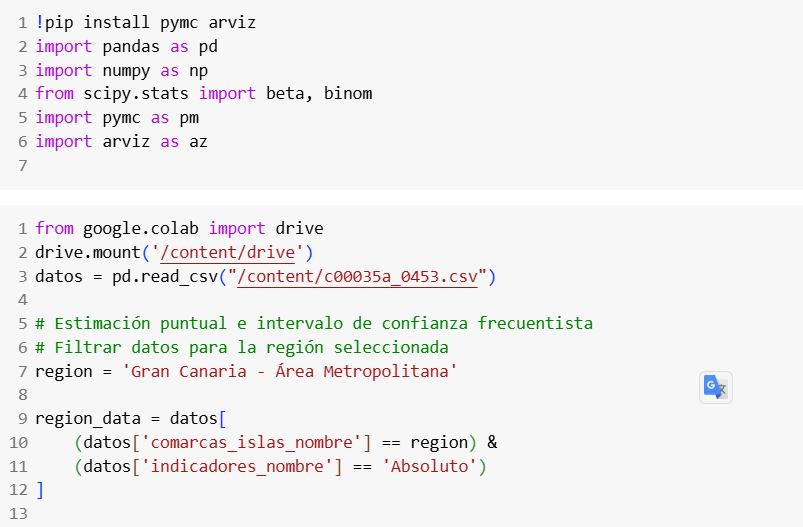 1 !pip install pymc arviz
2 import pandas as pd
3 import numpy as np
4 from scipy.stats import beta, binom
5 import pymc as pm
6 import arviz as az
7
1 from google.colab import drive
2 drive.mount('/content/drive')
3 datos = pd.read_csv("/content/c00035a_0453.csv")
4
5 # Estimación puntual e intervalo de confianza frecuentista
6 # Filtrar datos para la región seleccionada
7 region = 'Gran Canaria - Área Metropolitana'
8
9 region_data = datos[
10     (datos['comarcas_islas_nombre'] == region) &
11     (datos['indicadores_nombre'] == 'Absoluto')
12 ]
13